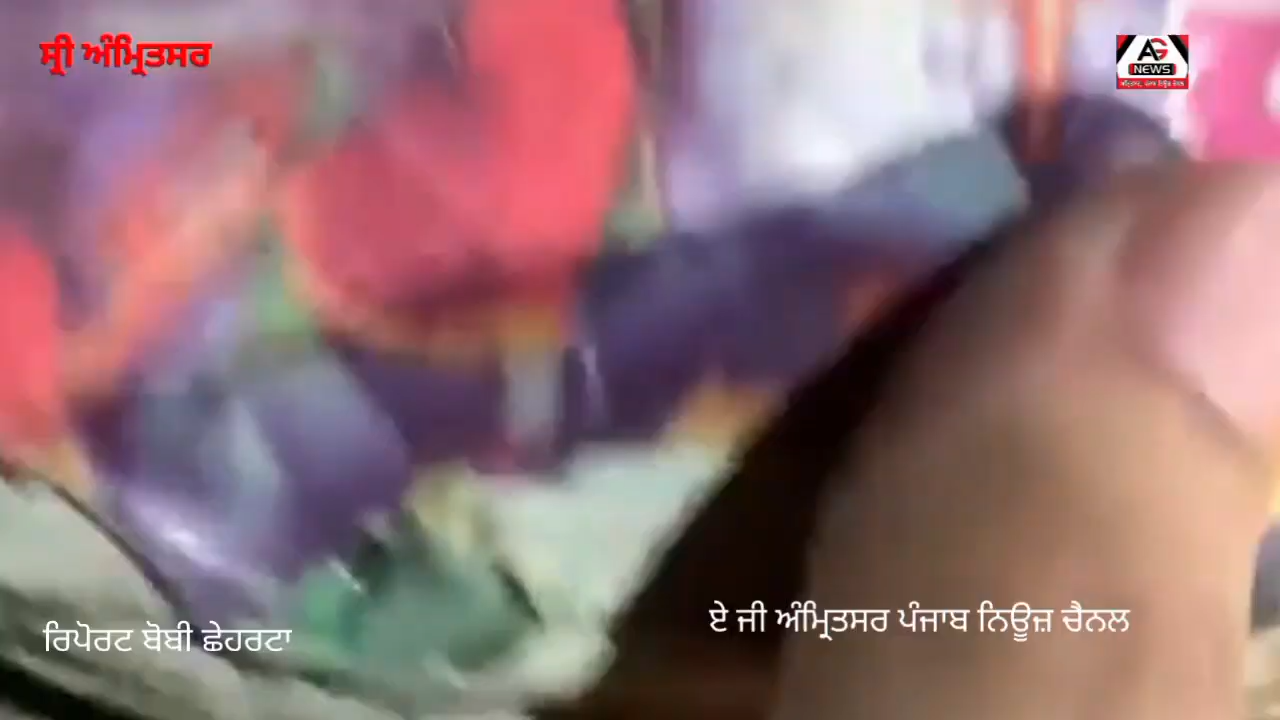 ਸ੍ਰੀ ਅੰਮ੍ਰਿਤਸਰ
AG
NEWS
ਰਿਪੋਰਟ ਬੋਬੀ ਛੇਹਰਟਾ
ਏ ਜੀ ਅੰਮ੍ਰਿਤਸਰ ਪੰਜਾਬ ਨਿਊਜ਼ ਚੈਨਲ